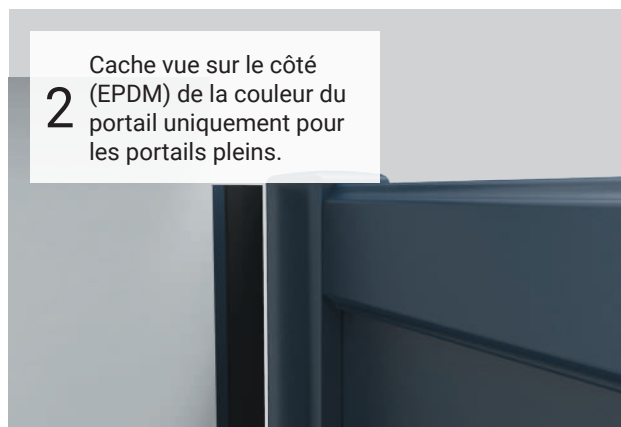 2
Cache vue sur le côté
(EPDM) de la couleur du
portail uniquement pour
les portails pleins.